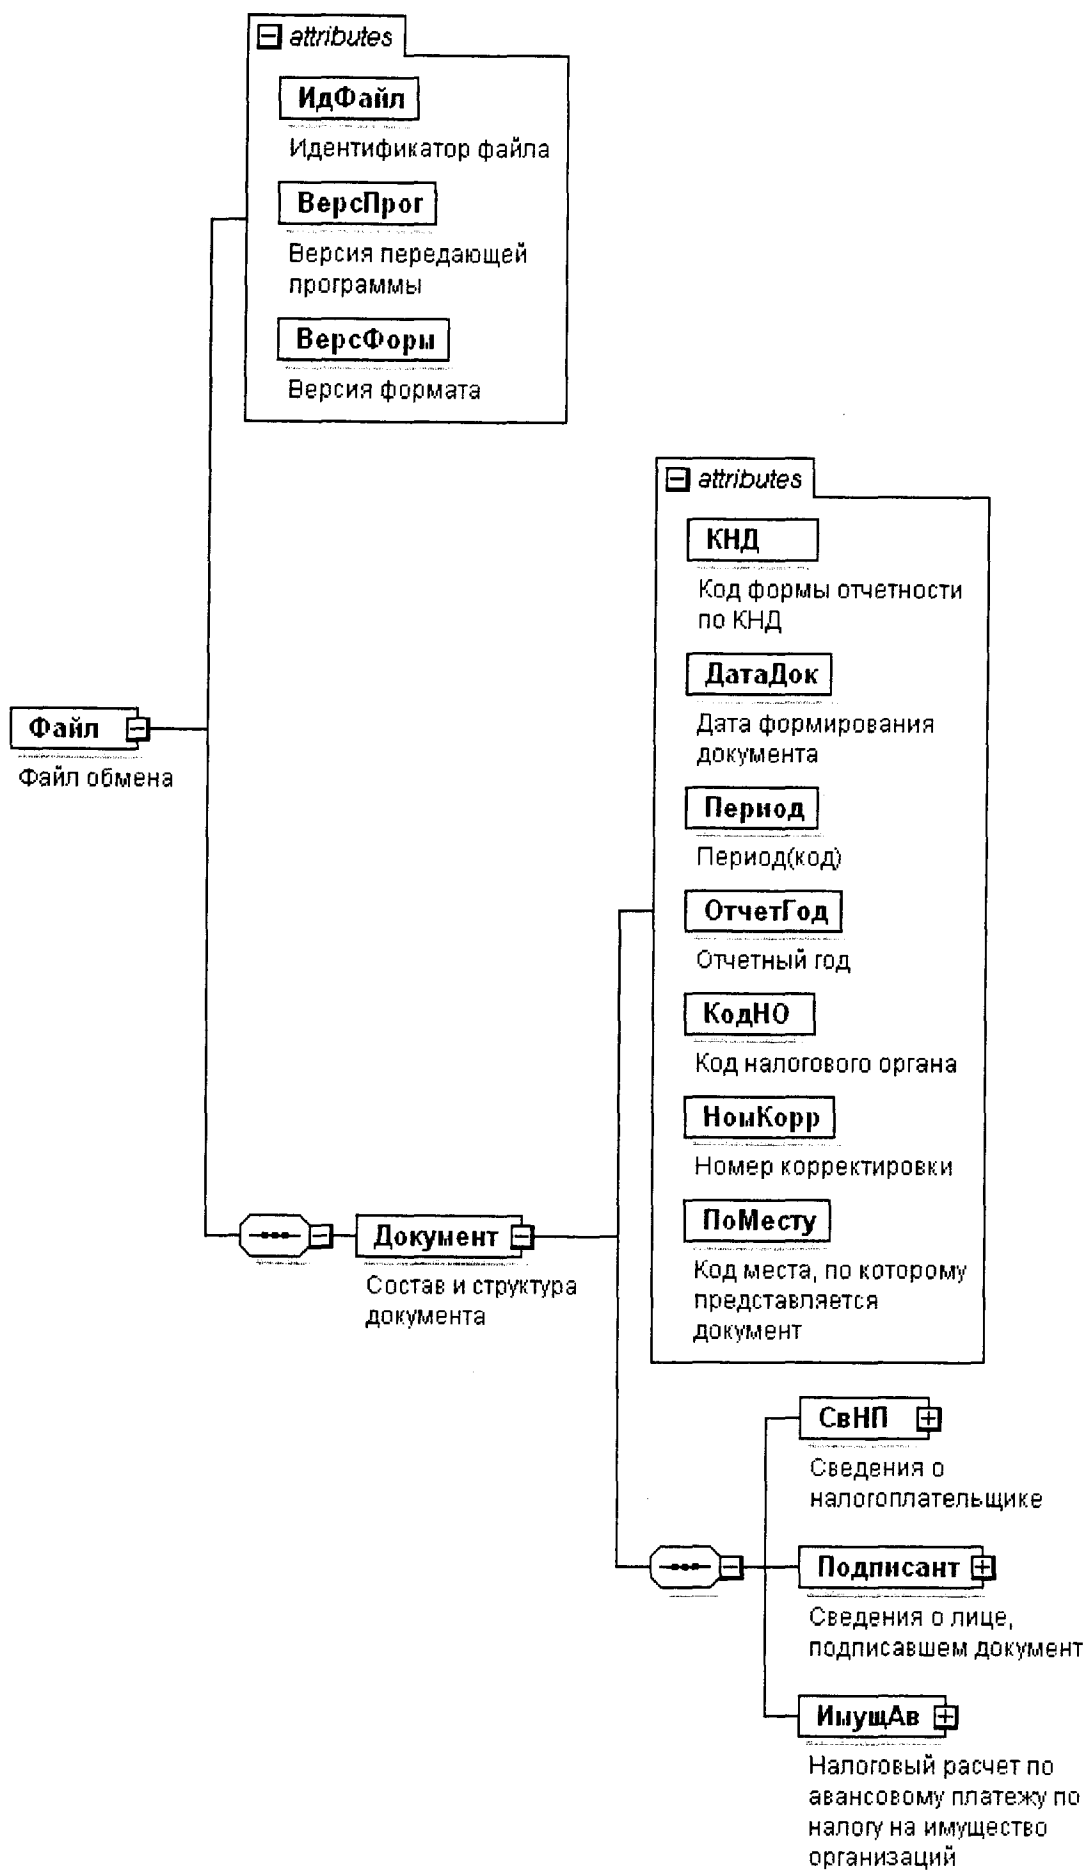 attributes
ИдФайл
Идентификатор файла
ВерсПрог
Версия передающей
программы
ВерсФорм
Версия формата
attributes
КНД
Код формы отчетности
по КНД
ДатаДок
Дата формирования
документа
Период
Период(код)
ОтчетГод
Отчетный год
КодНО
Код налогового органа
НомКорр
Номер корректировки
ПоМесту
Код места, по которому
представляется
документ
Файл
Файл обмена
Документ
Состав и структура
документа
СвНП
Сведения о
налогоплательщике
Подписант
Сведения о лице,
подписавшем документ
ИмущАв
Налоговый расчет по
авансовому платежу по
налогу на имущество
организаций